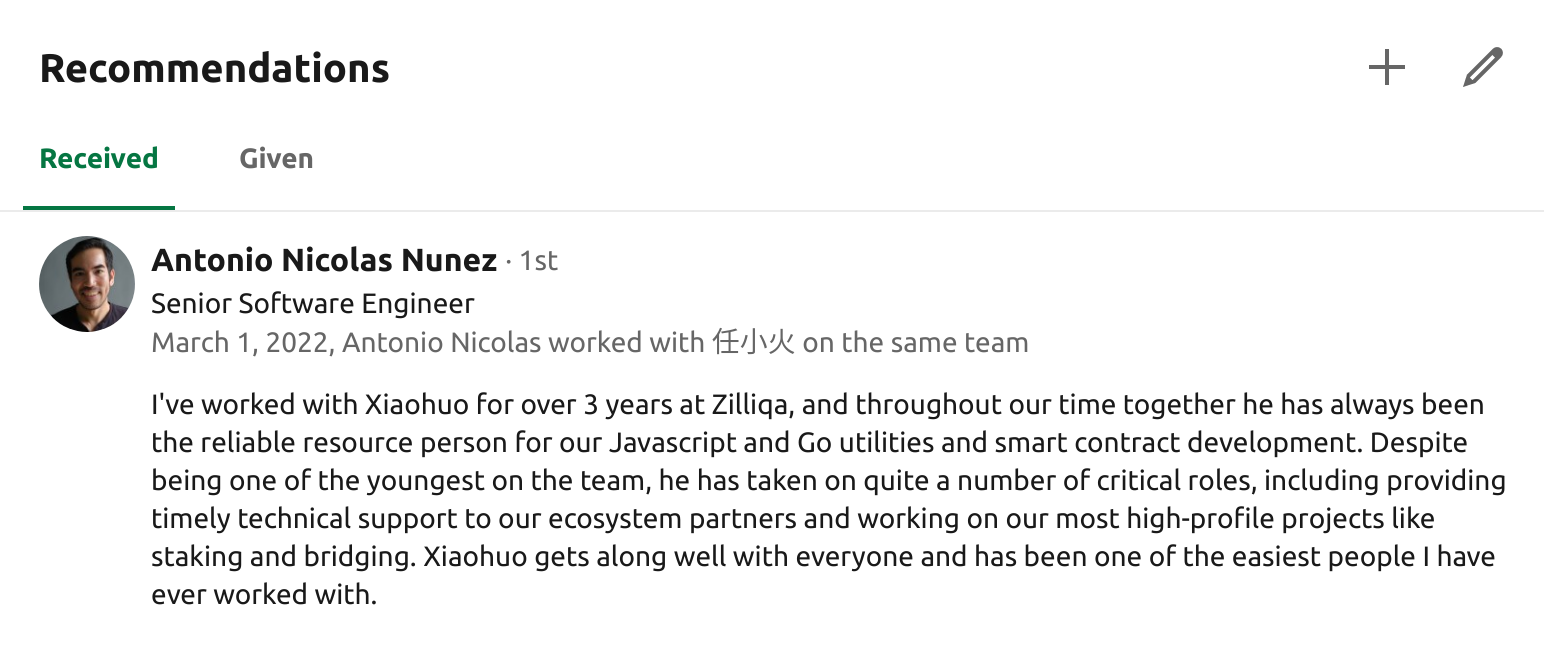 Recommendations
Received
Given
Antonio Nicolas Nunez · 1st
Senior Software Engineer
March 1, 2022, Antonio Nicolas worked with 任小火 on the same team
I've worked with Xiaohuo for over 3 years at Zilliqa, and throughout our time together he has always been
the reliable resource person for our Javascript and Go utilities and smart contract development. Despite
being one of the youngest on the team, he has taken on quite a number of critical roles, including providing
timely technical support to our ecosystem partners and working on our most high-profile projects like
staking and bridging. Xiaohuo gets along well with everyone and has been one of the easiest people I have
ever worked with.